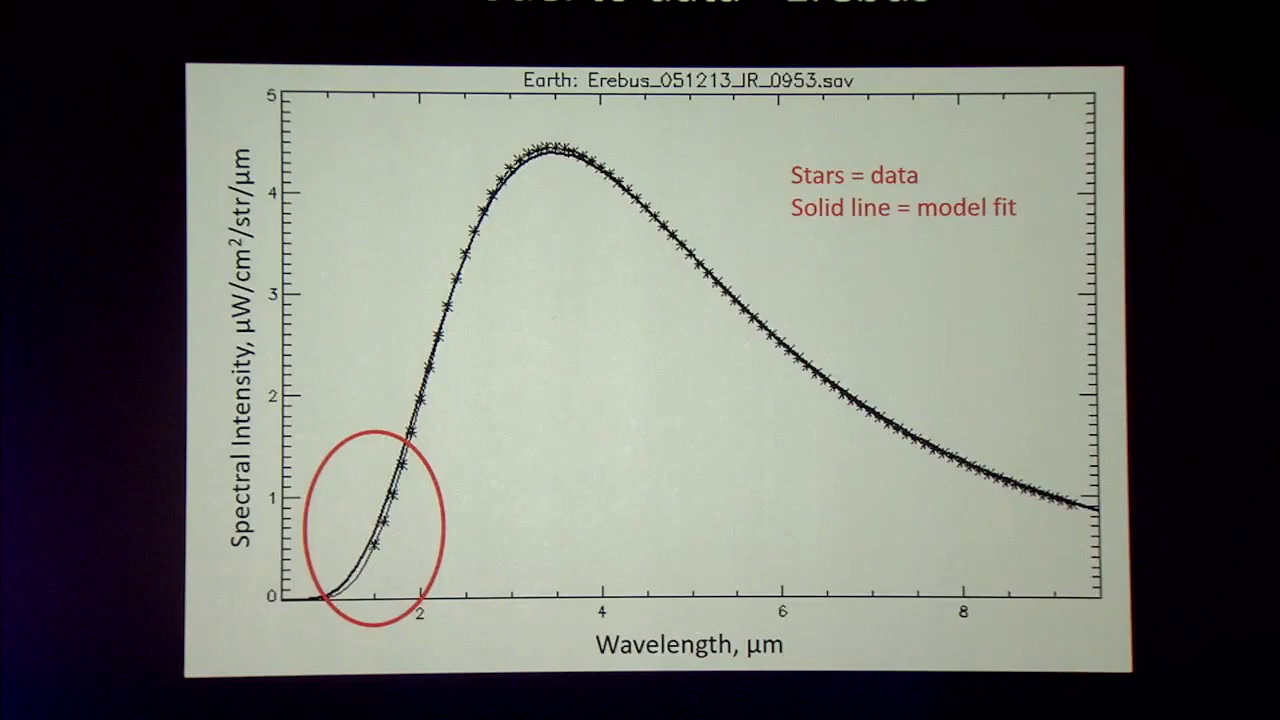 Earth: Erebus_051213_IR_0953.sav
5
4
3
2
1
0
2
4
6
8
Spectral Intensity, µW/cm²/str/µm
Wavelength, µm
Stars = data
Solid line = model fit